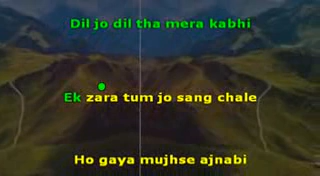 Dil jo dil tha mera kabhi
Ek zara tum jo sang chale
Ho gaya mujhse ajnabi